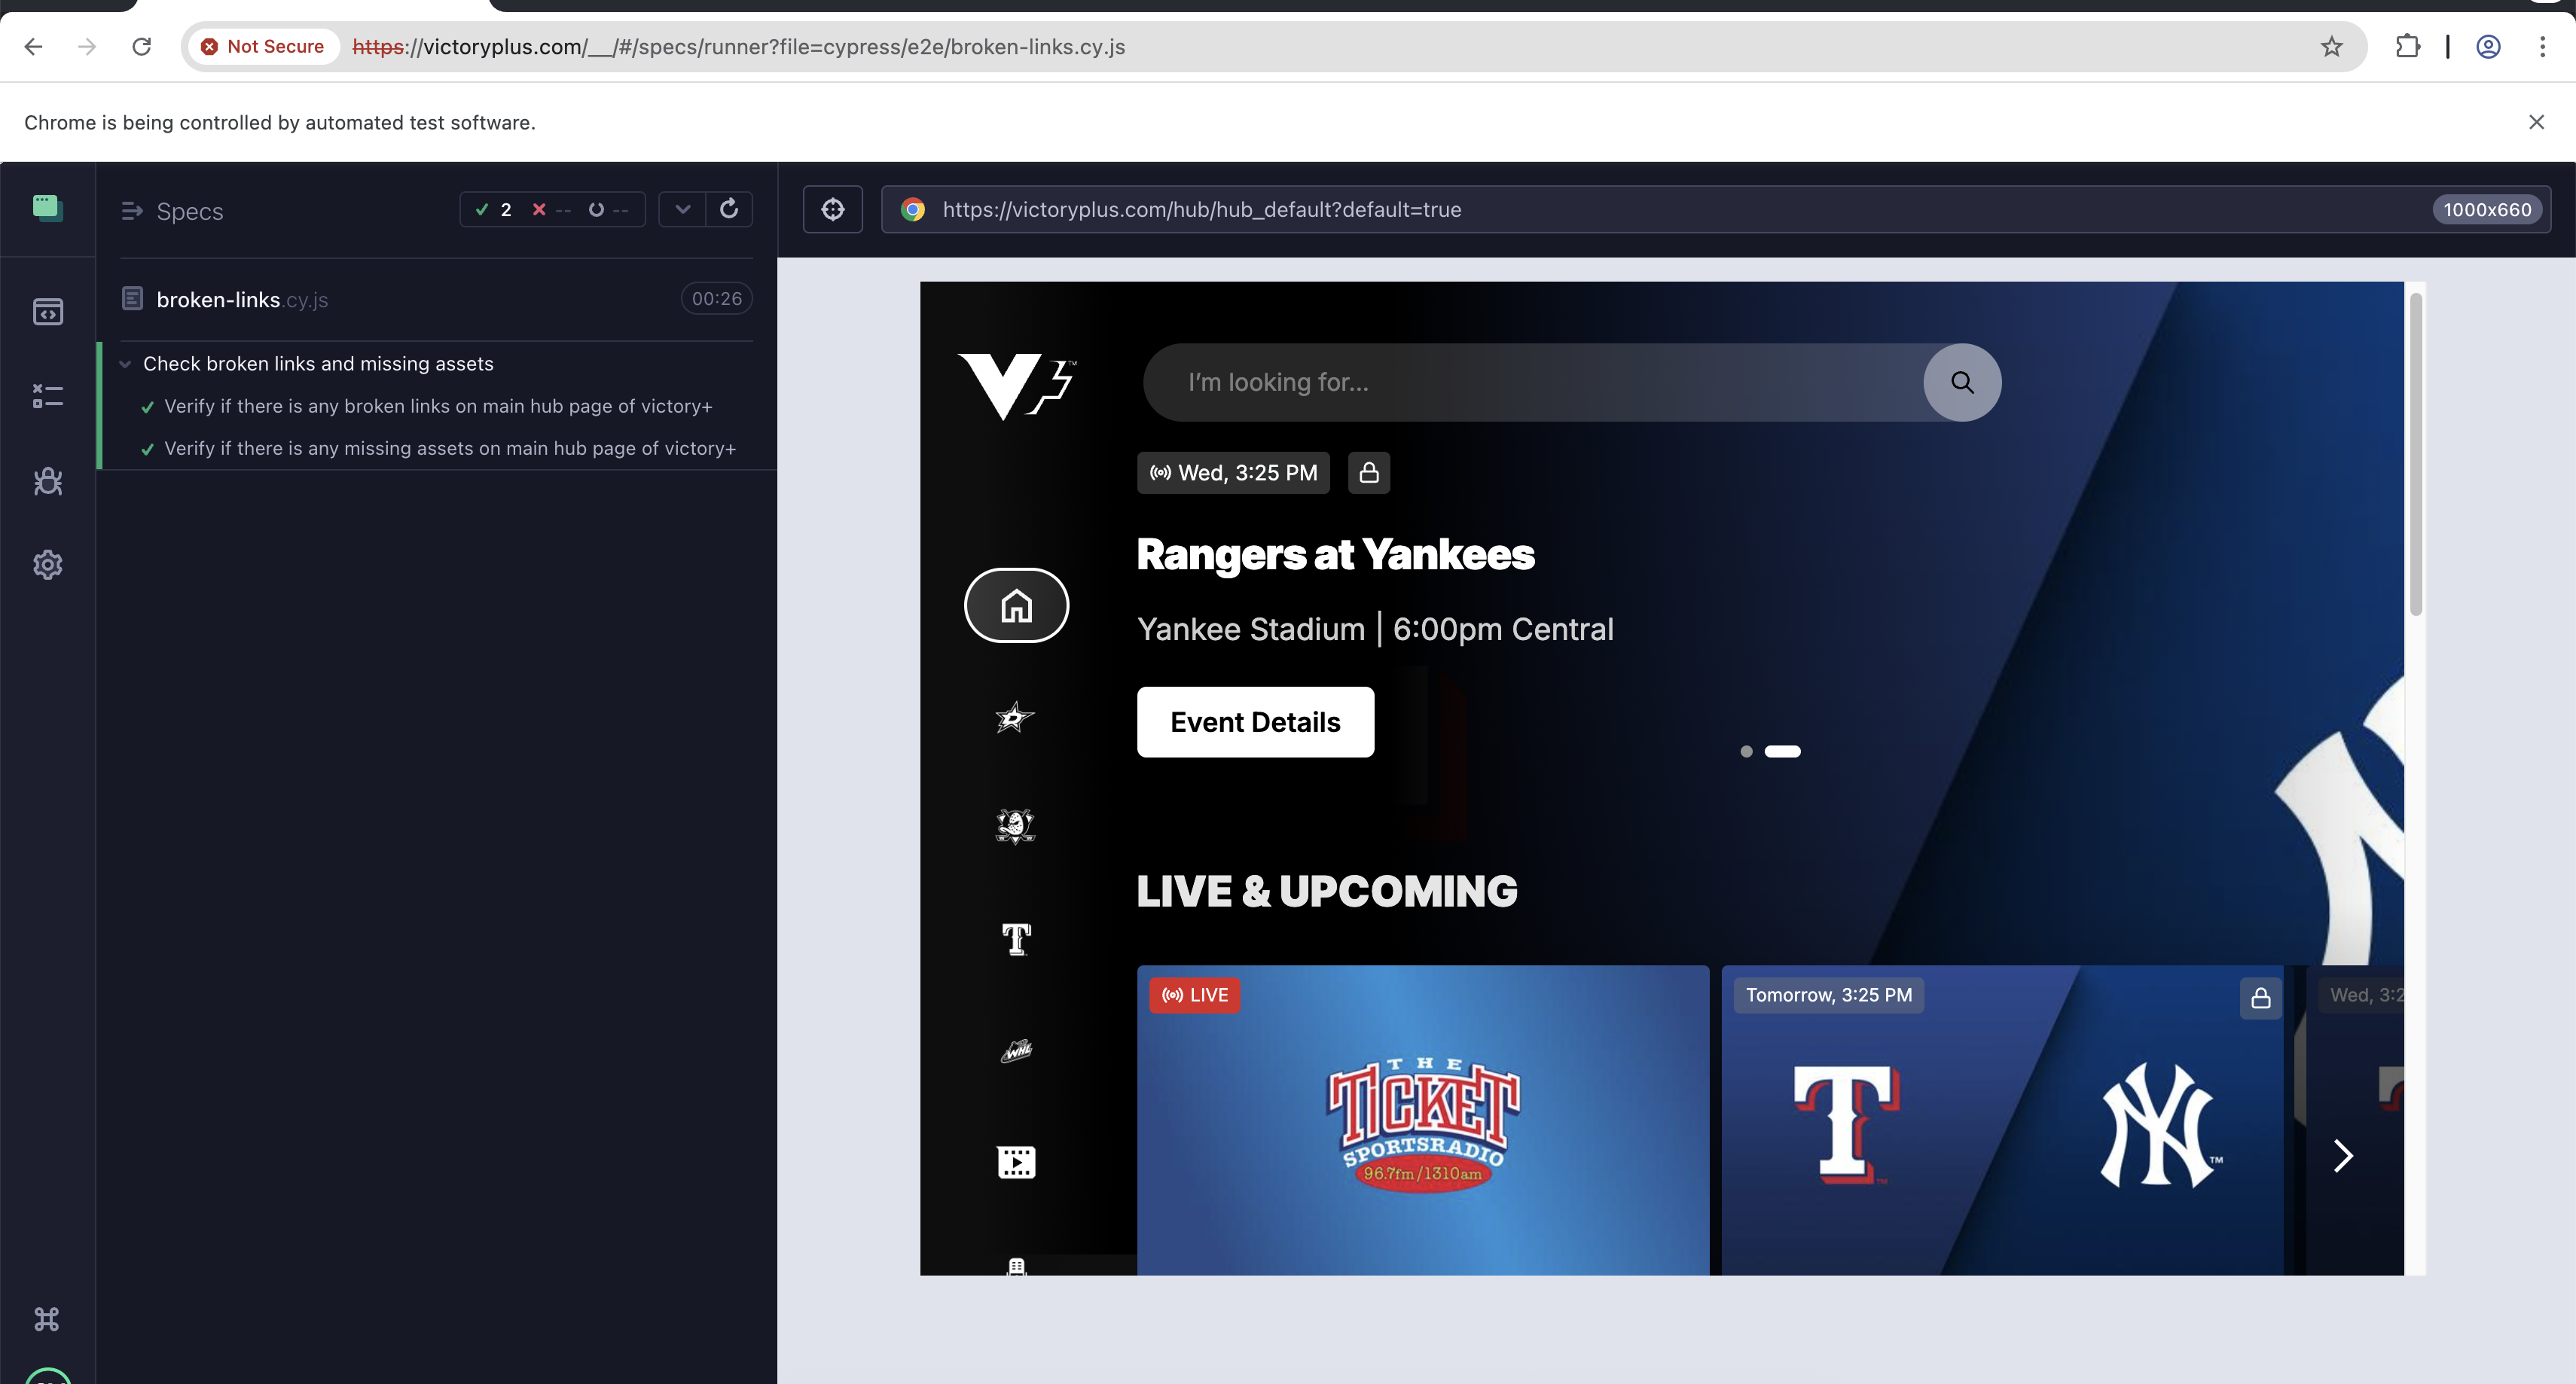 Not Secure
https://victoryplus.com/__/#/specs/runner?file=cypress/e2e/broken-links.cy.js
Chrome is being controlled by automated test software.
Specs
2 -- --
https://victoryplus.com/hub/hub_default?default=true
1000x660
broken-links.cy.js
00:26
Check broken links and missing assets
Verify if there is any broken links on main hub page of victory+
Verify if there is any missing assets on main hub page of victory+
V
TM
I'm looking for...
Wed, 3:25 PM
Rangers at Yankees
Yankee Stadium | 6:00pm Central
Event Details
T
WHL
LIVE & UPCOMING
LIVE
THE
TICKET
SPORTSRADIO
96.7fm/1310am
Tomorrow, 3:25 PM
T
TM
NY
TM
Wed, 3:2